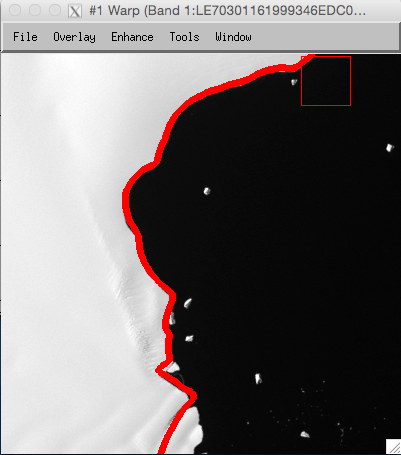 #1 Warp (Band 1:LE70301161999346EDC0...
File Overlay Enhance Tools Window